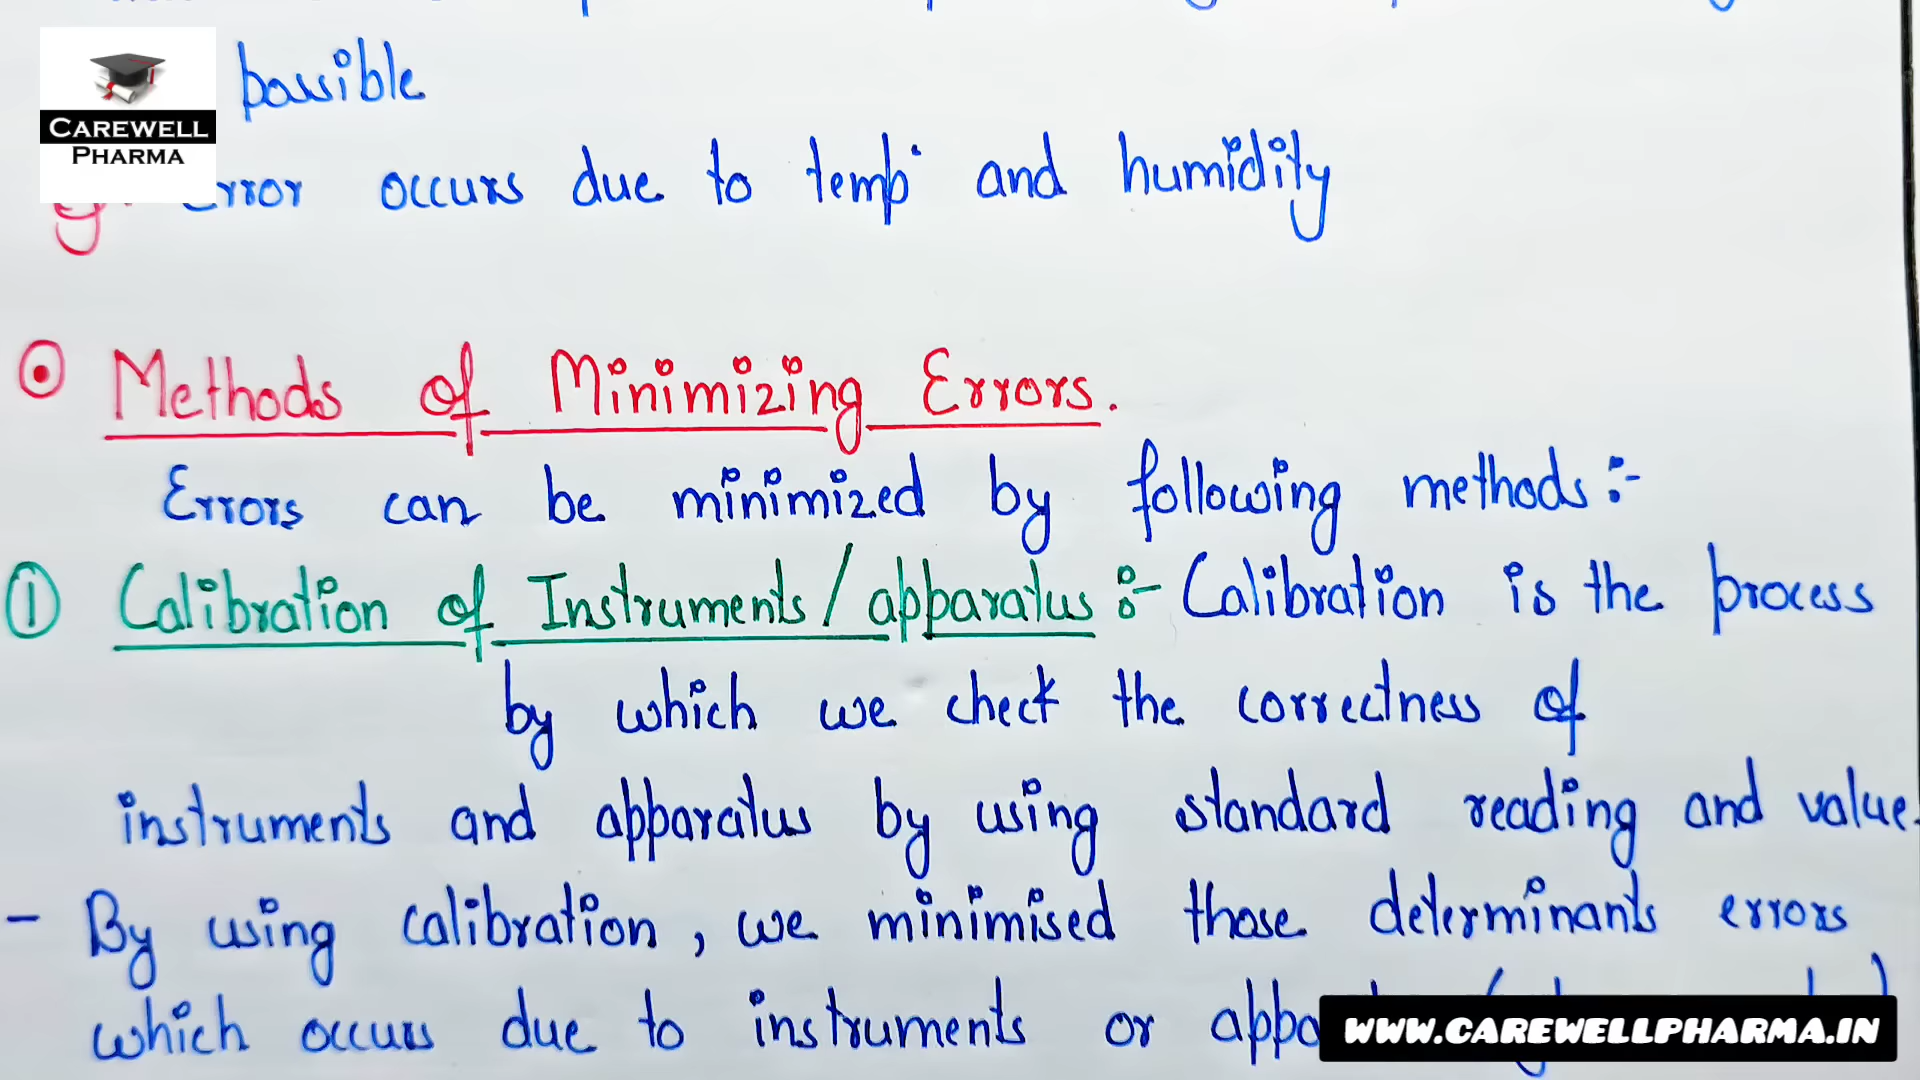 possible
CAREWELL
PHARMA
Error occurs due to temp. and humidity
Methods of Minimizing Errors.
Errors can be minimized by following methods :-
① Calibration of Instruments / apparatus :- Calibration is the process
by which we check the correctness of
instruments and apparatus by using standard reading and value.
- By using calibration, we minimised those determinants errors
which occurs due to instruments or
WWW.CAREWELLPHARMA.IN